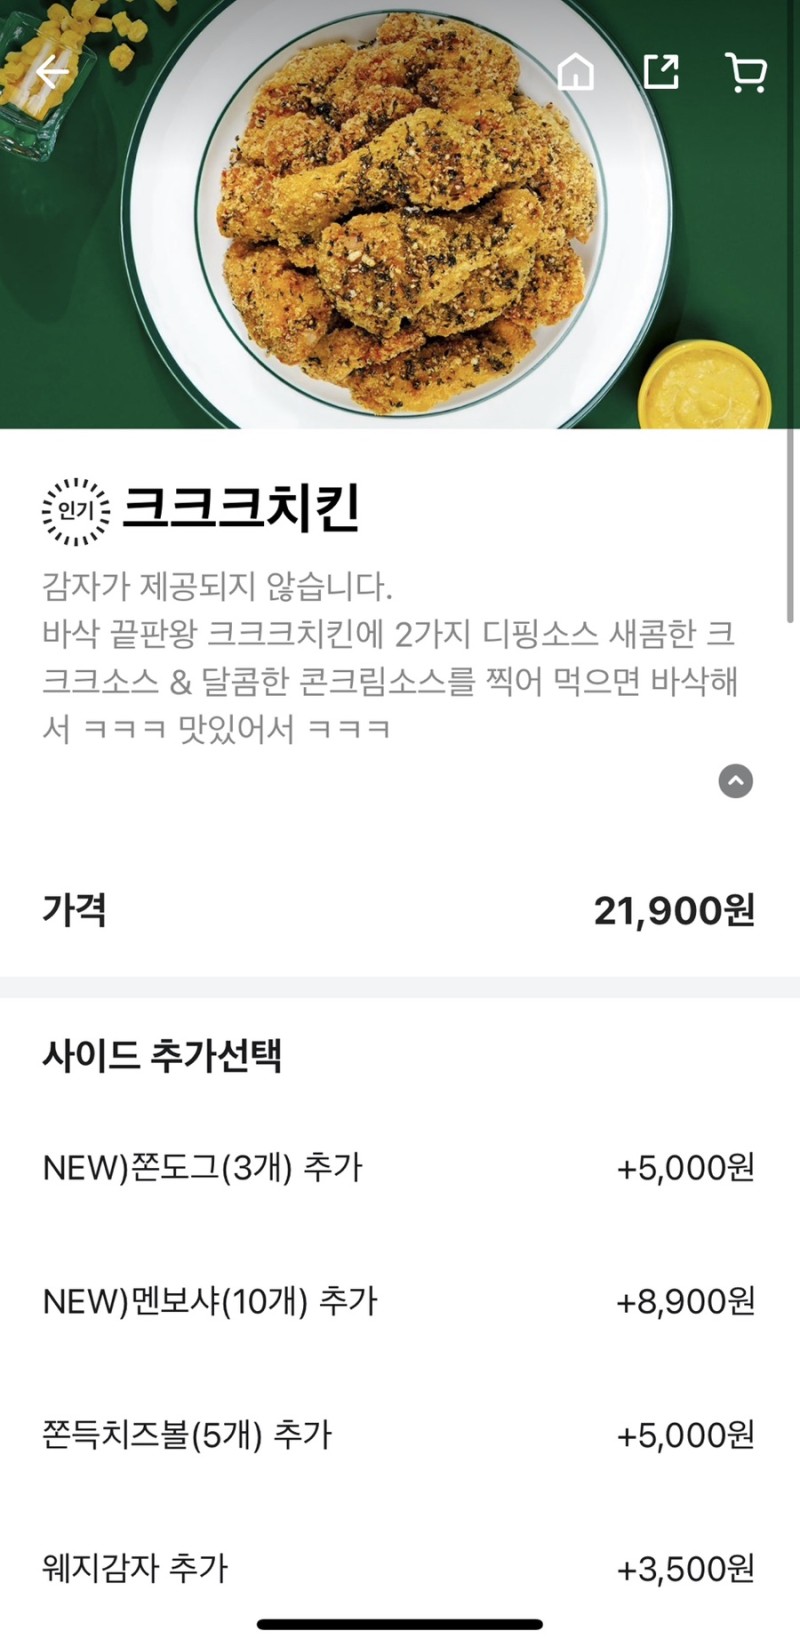 인기 크크크치킨
감자가 제공되지 않습니다.
바삭 끝판왕 크크크치킨에 2가지 디핑소스 새콤한 크
크크소스 & 달콤한 콘크림소스를 찍어 먹으면 바삭해
서 ㅋㅋㅋ 맛있어서 ㅋㅋㅋ
가격 21,900원
사이드 추가선택
NEW)쫀도그(3개) 추가 +5,000원
NEW)멘보샤(10개) 추가 +8,900원
쫀득치즈볼(5개) 추가 +5,000원
웨지감자 추가 +3,500원